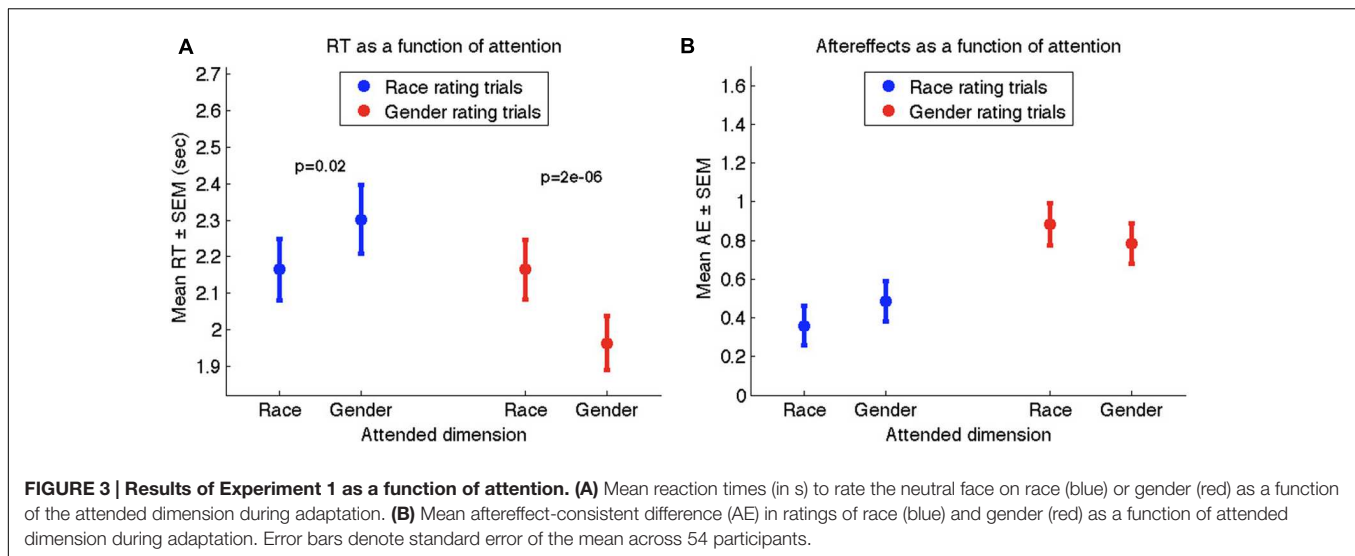 A
RT as a function of attention
Race rating trials
Gender rating trials
p=0.02
p=2e-06
2.7
2.6
2.5
2.4
2.3
2.2
2.1
2
1.9
Mean RT ± SEM (sec)
Race Gender Race Gender
Attended dimension
B
Aftereffects as a function of attention
Race rating trials
Gender rating trials
1.6
1.4
1.2
1
0.8
0.6
0.4
0.2
0
Mean AE ± SEM
Race Gender Race Gender
Attended dimension
FIGURE 3 | Results of Experiment 1 as a function of attention. (A) Mean reaction times (in s) to rate the neutral face on race (blue) or gender (red) as a function
of the attended dimension during adaptation. (B) Mean aftereffect-consistent difference (AE) in ratings of race (blue) and gender (red) as a function of attended
dimension during adaptation. Error bars denote standard error of the mean across 54 participants.